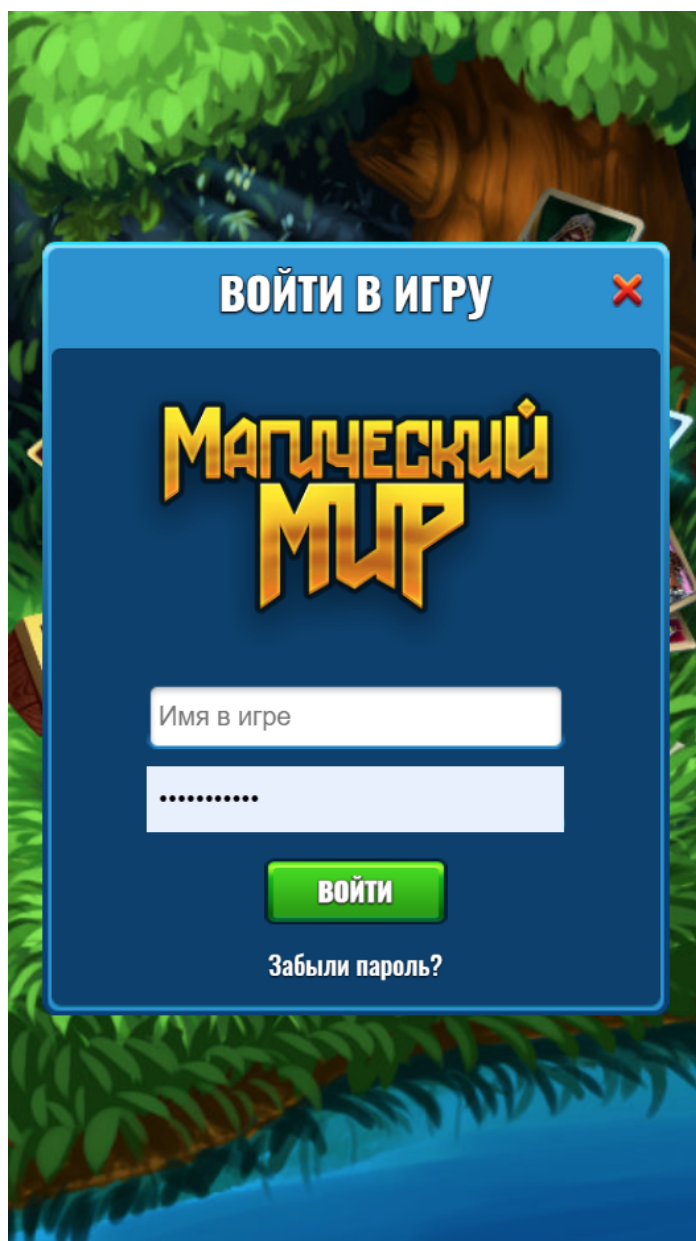 ВОЙТИ В ИГРУ
МАГИЧЕСКИЙ
МИР
Имя в игре
•••••••••••
ВОЙТИ
Забыли пароль?